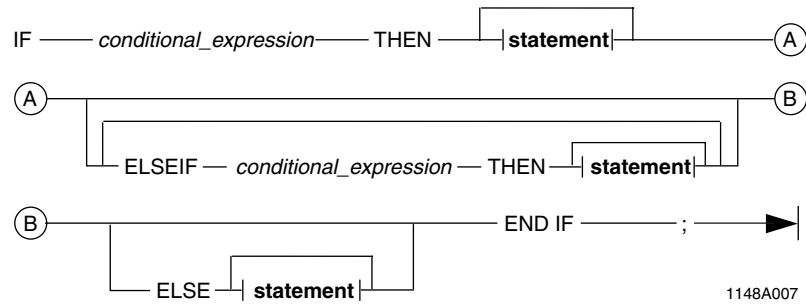 IF conditional_expression THEN statement A
A B
ELSEIF conditional_expression THEN statement
B END IF ;
ELSE statement
1148A007